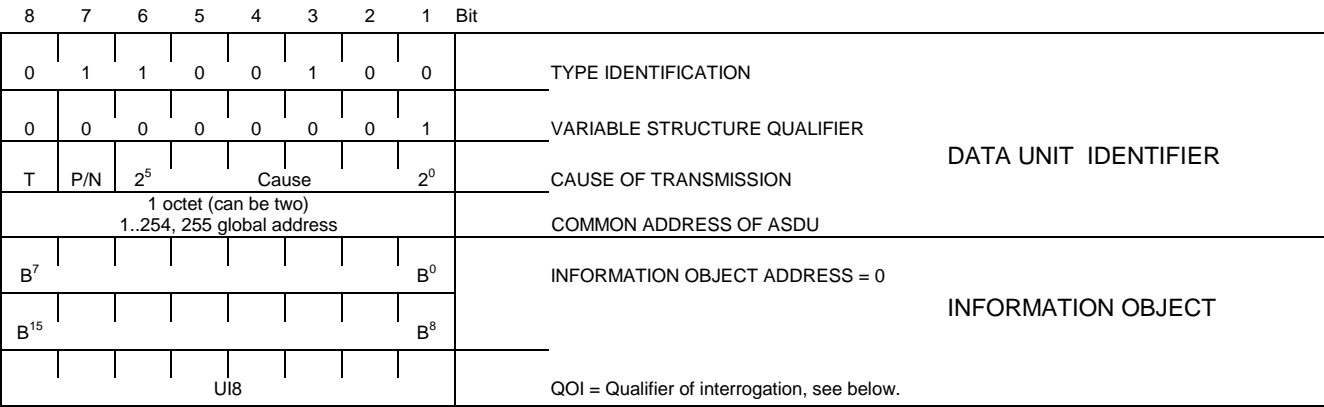 8 7 6 5 4 3 2 1 Bit
0 1 1 0 0 1 0 0 TYPE IDENTIFICATION
0 0 0 0 0 0 0 1 VARIABLE STRUCTURE QUALIFIER
DATA UNIT IDENTIFIER
T P/N 2⁵ Cause 2⁰ CAUSE OF TRANSMISSION
1 octet (can be two)
1..254, 255 global address COMMON ADDRESS OF ASDU
B⁷ B⁰ INFORMATION OBJECT ADDRESS = 0
INFORMATION OBJECT
B¹⁵ B⁸
UI8 QOI = Qualifier of interrogation, see below.